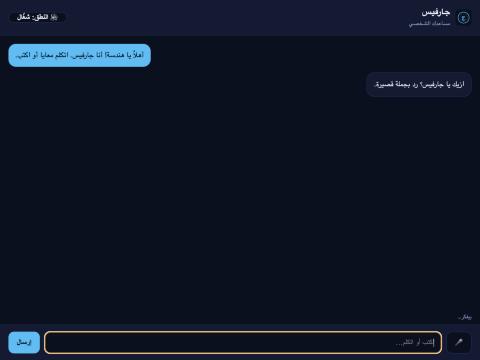 جارفيس
مساعدك الشخصي
النطق: شغّال
أهلاً يا هندسة! أنا جارفيس. اتكلم معايا أو اكتب.
ازيك يا جارفيس؟ رد بجملة قصيرة.
بيفكر...
اكتب أو اتكلم...
إرسال